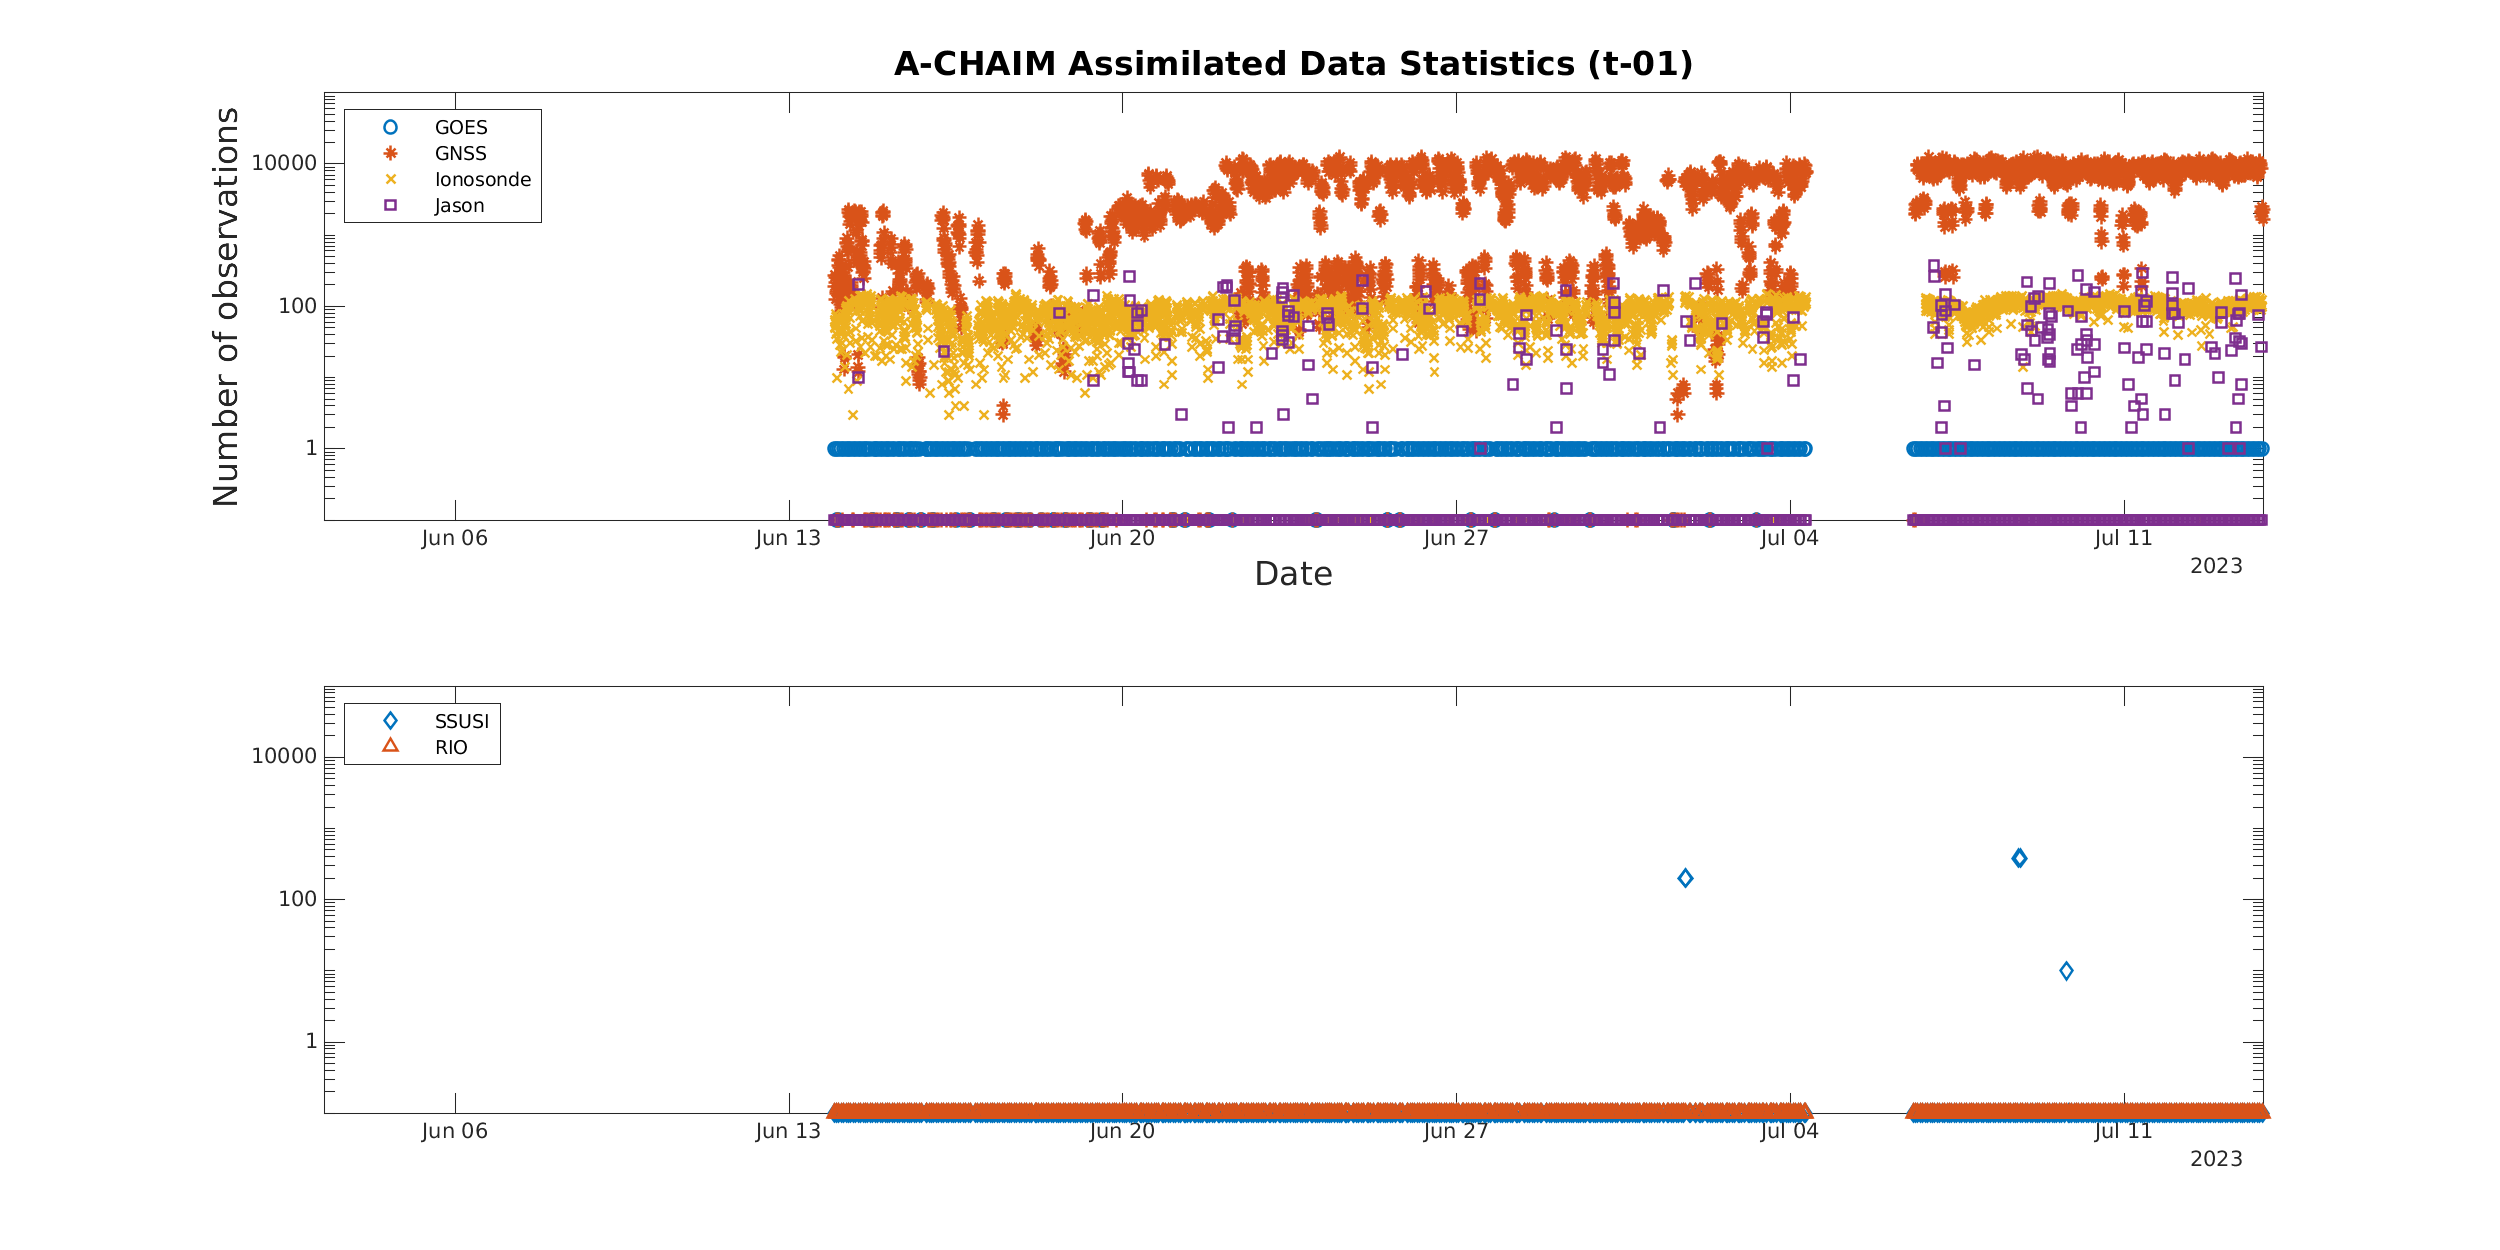 A-CHAIM Assimilated Data Statistics (t-01)
Number of observations
10000
100
1
GOES
GNSS
Ionosonde
Jason
Jun 06
Jun 13
Jun 20
Jun 27
Jul 04
Jul 11
2023
Date
10000
100
1
SSUSI
RIO
Jun 06
Jun 13
Jun 20
Jun 27
Jul 04
Jul 11
2023